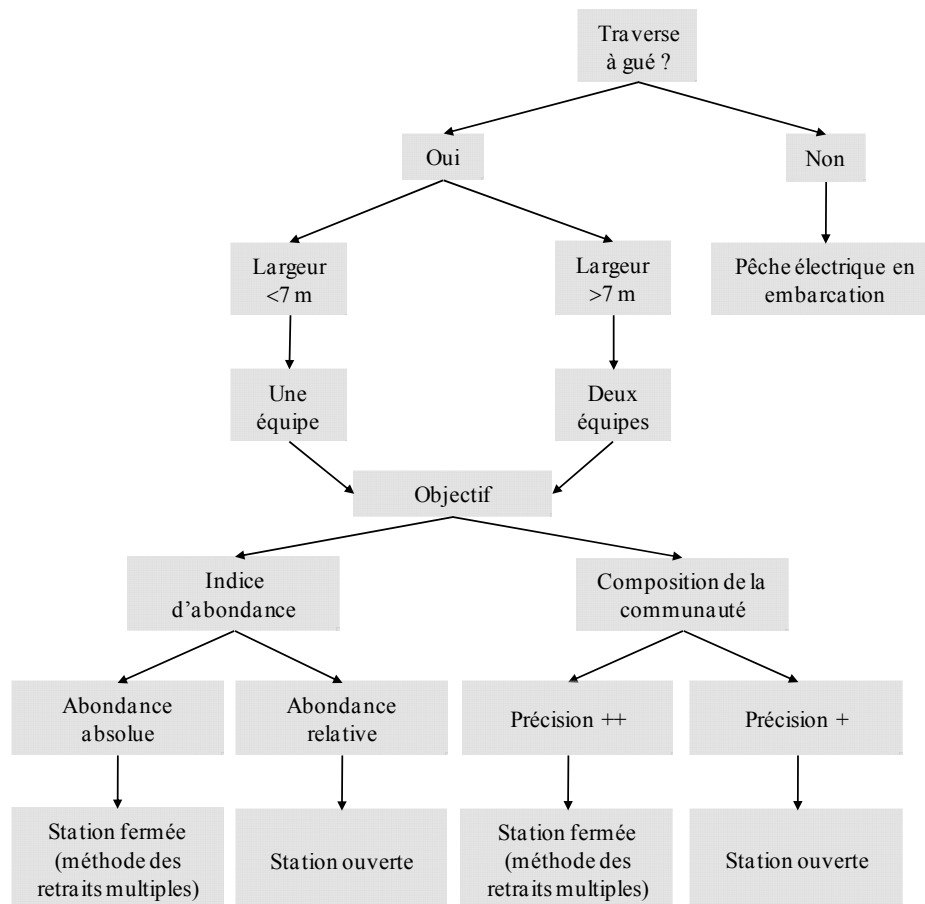 Traverse
à gué ?
Oui
Non
Largeur
<7 m
Largeur
>7 m
Pêche électrique en
embarcation
Une
équipe
Deux
équipes
Objectif
Indice
d’abondance
Composition de la
communauté
Abondance
absolue
Abondance
relative
Précision ++
Précision +
Station fermée
(méthode des
retraits multiples)
Station ouverte
Station fermée
(méthode des
retraits multiples)
Station ouverte